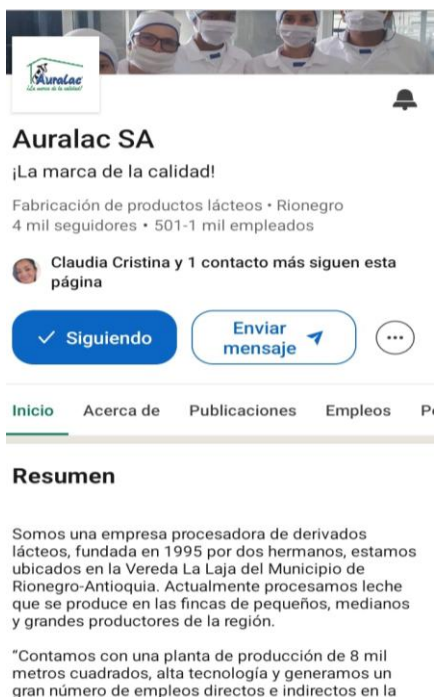 Auralac
¡La marca de la calidad!
Auralac SA
¡La marca de la calidad!
Fabricación de productos lácteos • Rionegro
4 mil seguidores • 501-1 mil empleados
Claudia Cristina y 1 contacto más siguen esta
página
Siguiendo
Enviar
mensaje
Inicio Acerca de Publicaciones Empleos
Resumen
Somos una empresa procesadora de derivados
lácteos, fundada en 1995 por dos hermanos, estamos
ubicados en la Vereda La Laja del Municipio de
Rionegro-Antioquia. Actualmente procesamos leche
que se produce en las fincas de pequeños, medianos
y grandes productores de la región.
"Contamos con una planta de producción de 8 mil
metros cuadrados, alta tecnología y generamos un
gran número de empleos directos e indirectos en la